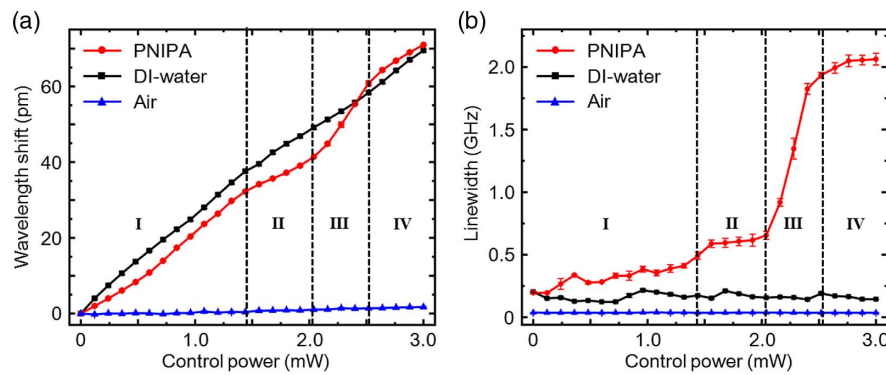 (a)
PNIPA
DI-water
Air
I
II
III
IV
Wavelength shift (pm)
60
40
20
0
0
1.0
2.0
3.0
Control power (mW)
(b)
PNIPA
DI-water
Air
I
II
III
IV
Linewidth (GHz)
2.0
1.5
1.0
0.5
0
0
1.0
2.0
3.0
Control power (mW)